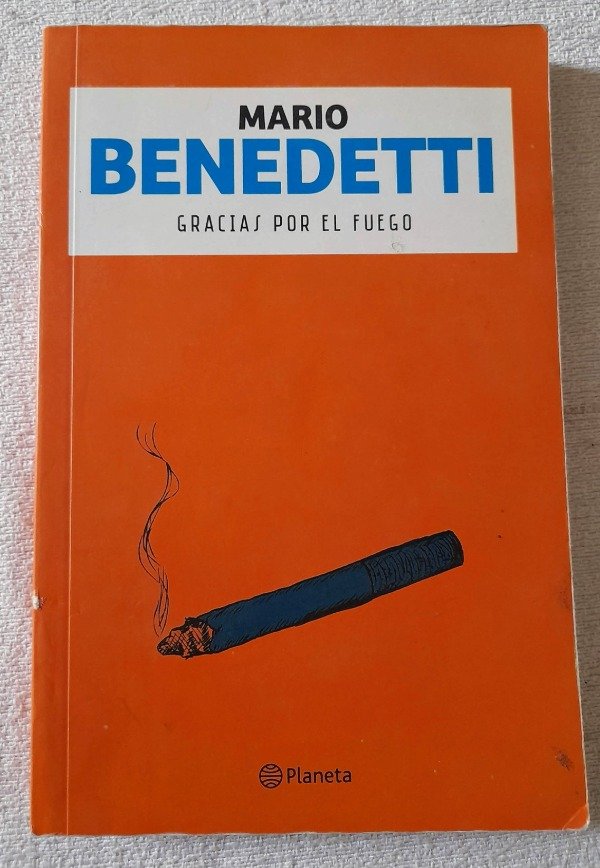 MARIO
BENEDETTI
GRACIAS POR EL FUEGO
Planeta